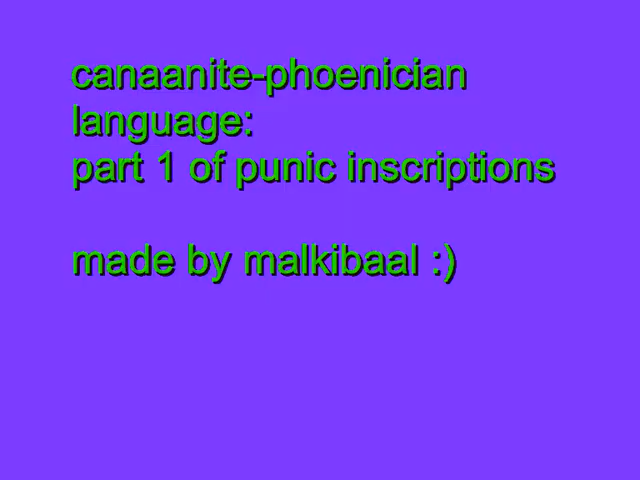 canaanite-phoenician
language:
part 1 of punic inscriptions
made by malkibaal :)